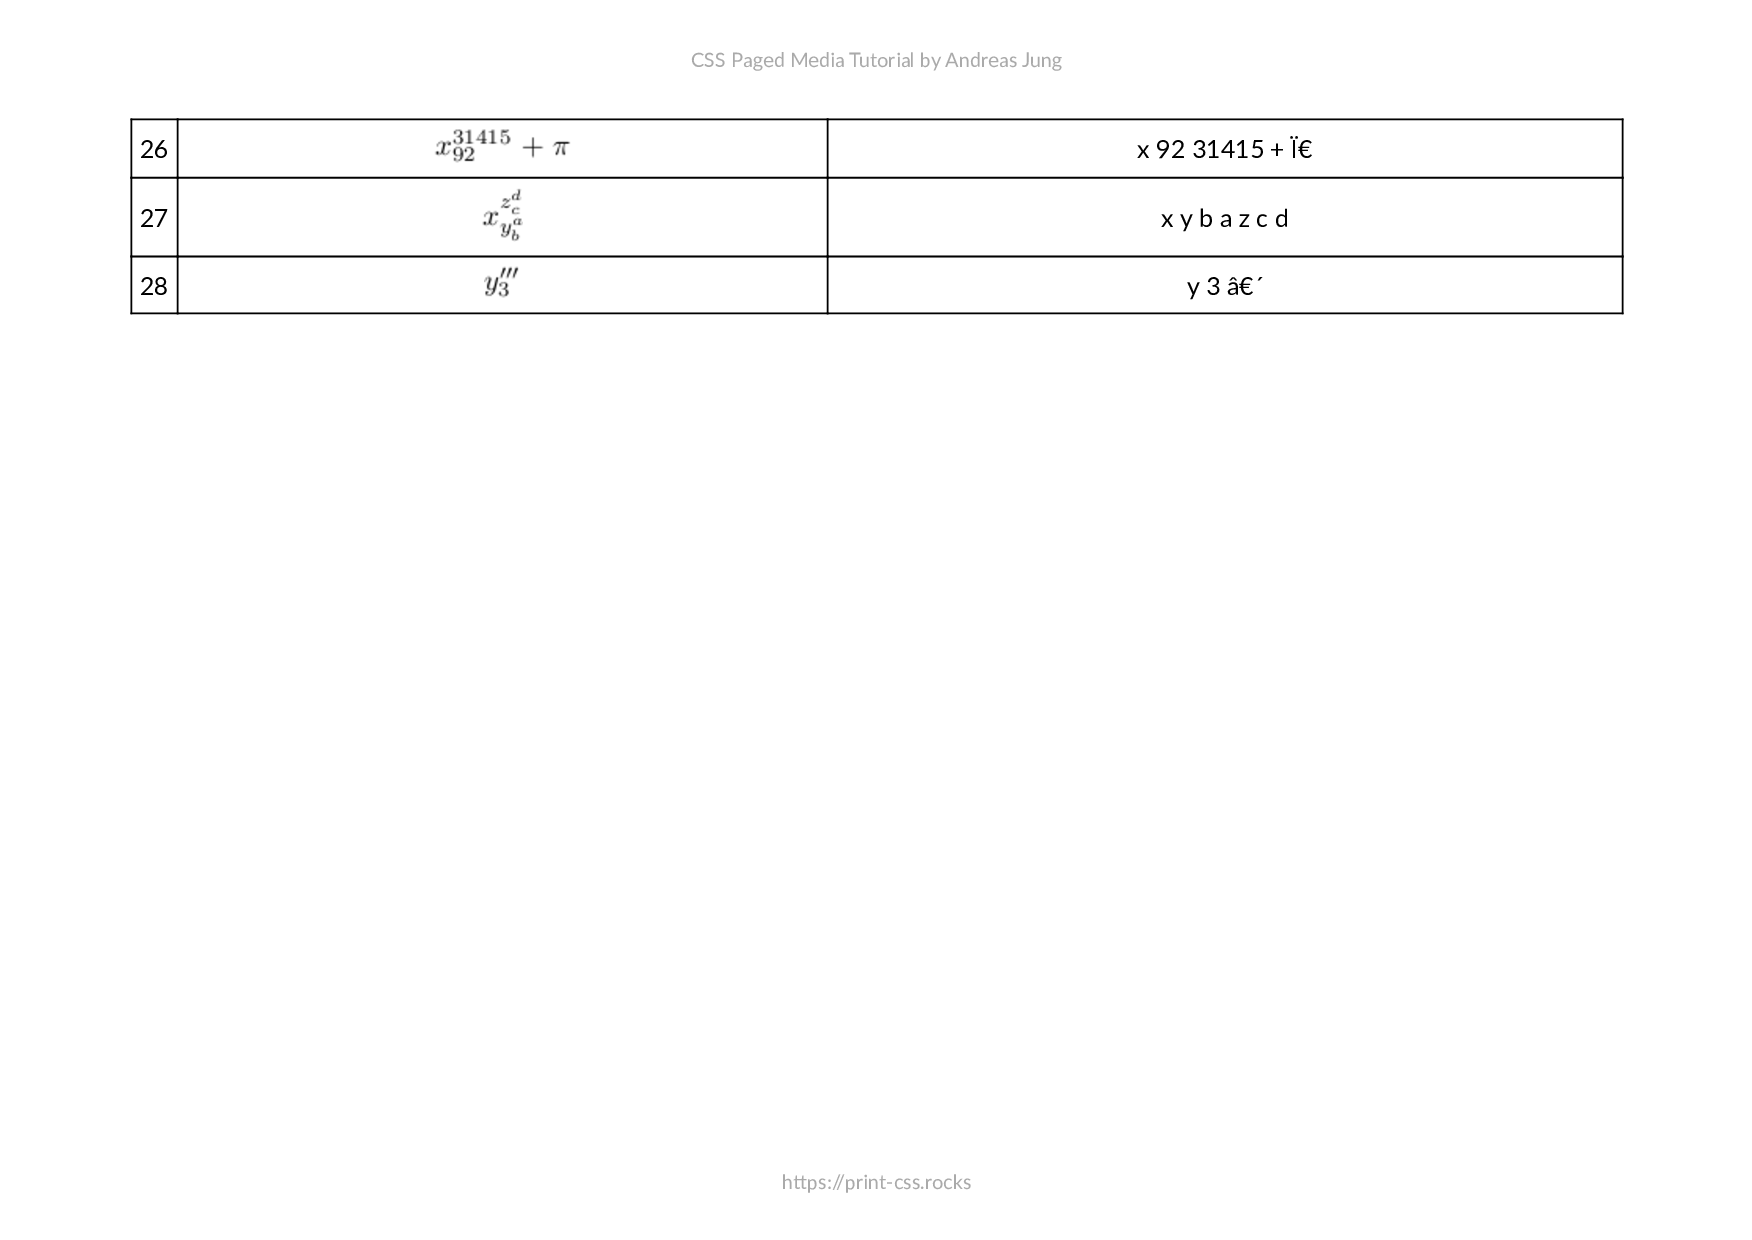 CSS Paged Media Tutorial by Andreas Jung
26 x_{92}^{31415} + π x 92 31415 + Ï€
27 x_{y_b^a}^{z_c^d} x y b a z c d
28 y_3''' y 3 â€´
https://print-css.rocks